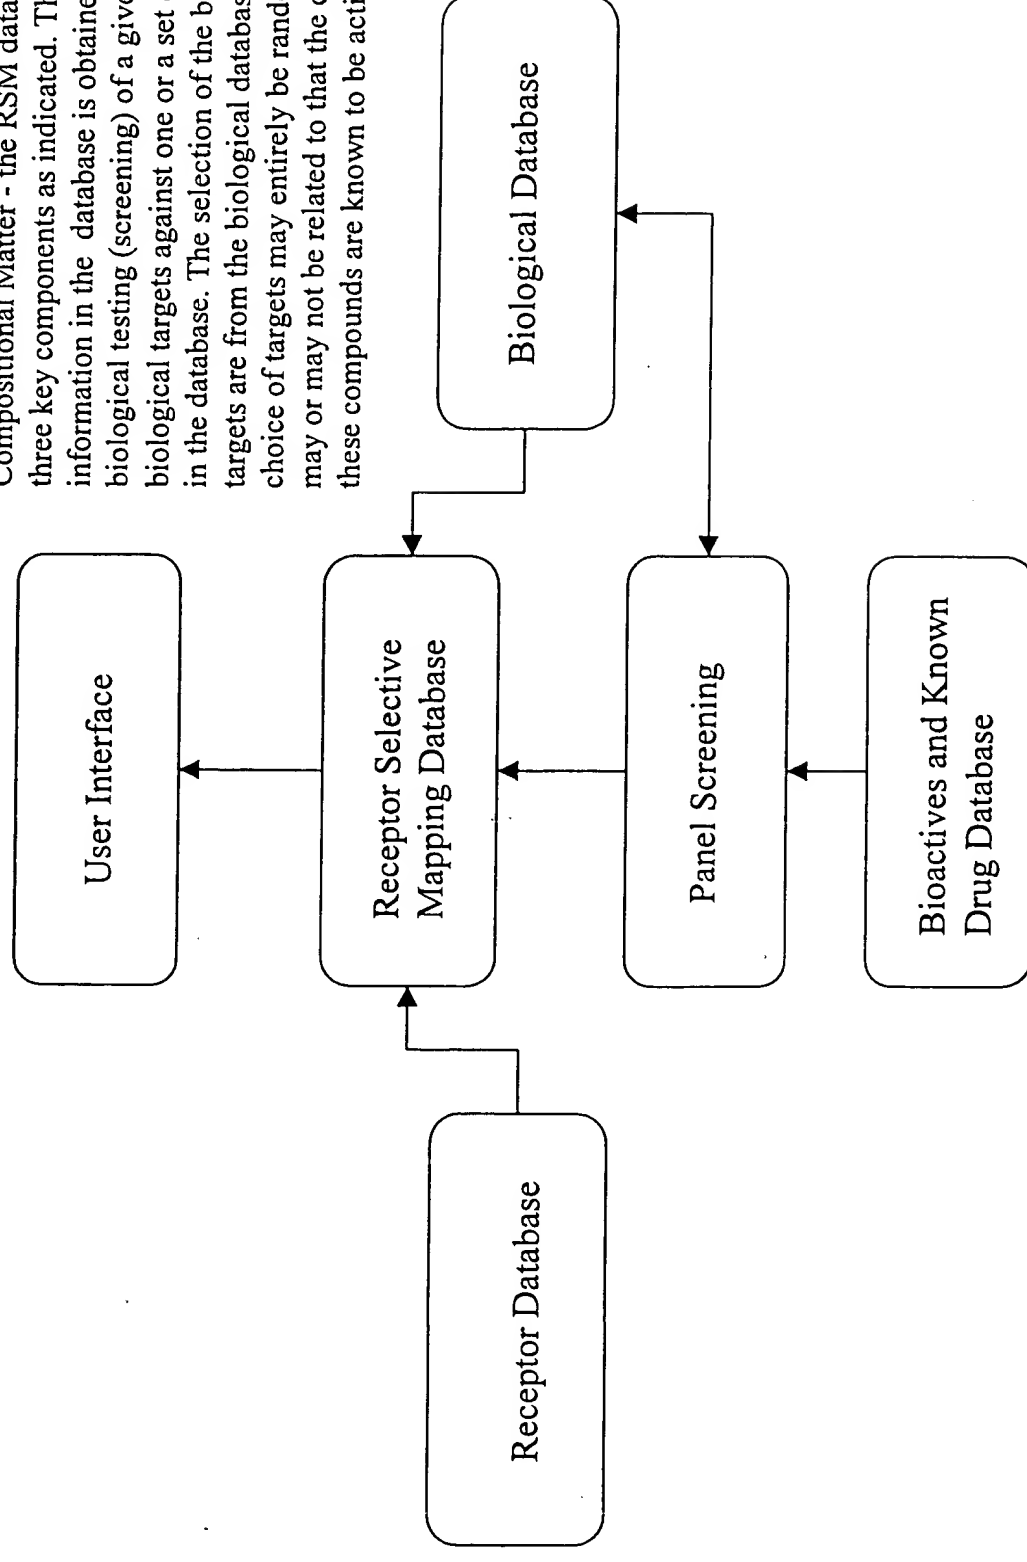 Compositional Matter - the RSM data
three key components as indicated. Th
information in the database is obtaine
biological testing (screening) of a give
biological targets against one or a set
in the database. The selection of the b
targets are from the biological databas
choice of targets may entirely be rand
may or may not be related to that the c
these compounds are known to be acti
User Interface
Receptor Selective
Mapping Database
Receptor Database
Biological Database
Panel Screening
Bioactives and Known
Drug Database